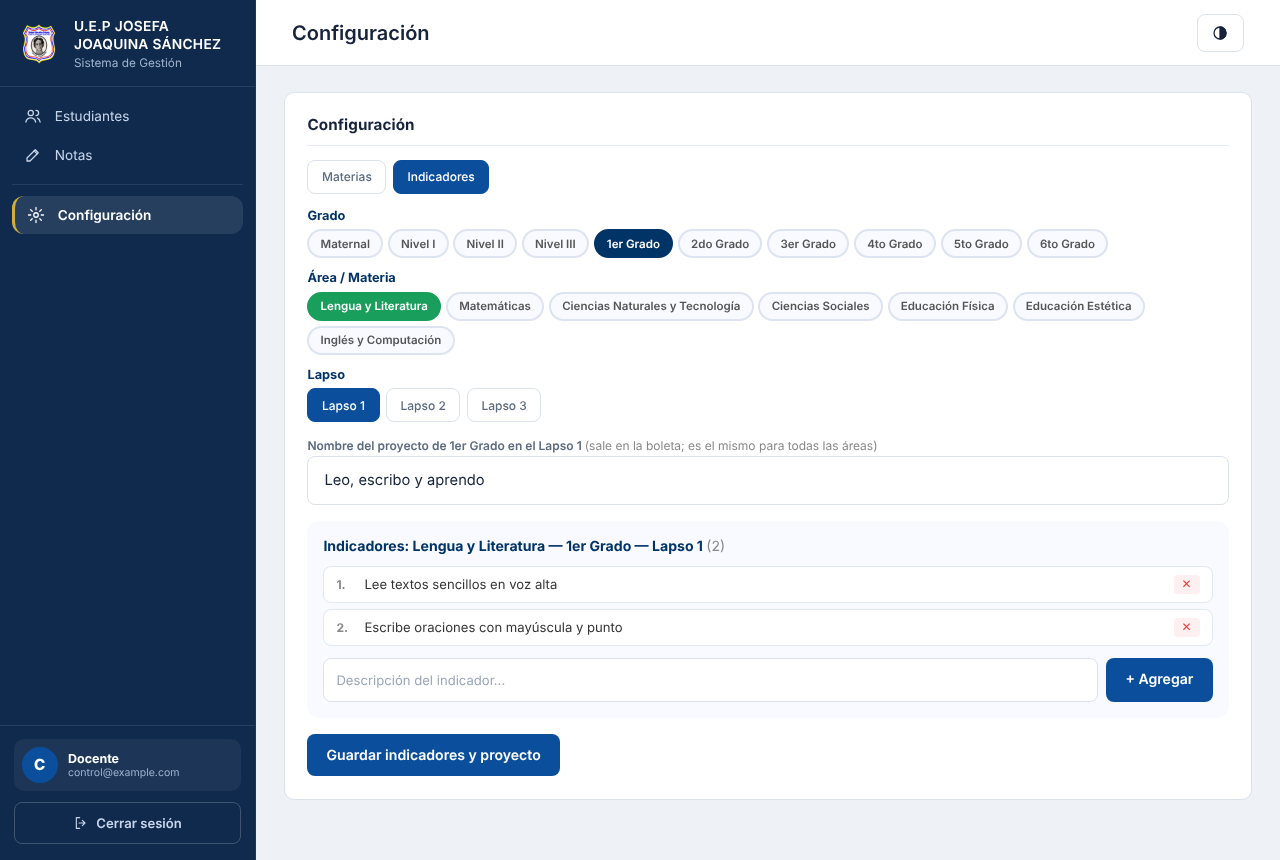 U.E.P JOSEFA
JOAQUINA SÁNCHEZ
Sistema de Gestión
Estudiantes
Notas
Configuración
Docente
C
control@example.com
Cerrar sesión
Configuración
Configuración
Materias Indicadores
Grado
Maternal Nivel I Nivel II Nivel III 1er Grado 2do Grado 3er Grado 4to Grado 5to Grado 6to Grado
Área / Materia
Lengua y Literatura Matemáticas Ciencias Naturales y Tecnología Ciencias Sociales Educación Física Educación Estética
Inglés y Computación
Lapso
Lapso 1 Lapso 2 Lapso 3
Nombre del proyecto de 1er Grado en el Lapso 1 (sale en la boleta; es el mismo para todas las áreas)
Leo, escribo y aprendo
Indicadores: Lengua y Literatura — 1er Grado — Lapso 1 (2)
1. Lee textos sencillos en voz alta ✕
2. Escribe oraciones con mayúscula y punto ✕
Descripción del indicador... + Agregar
Guardar indicadores y proyecto